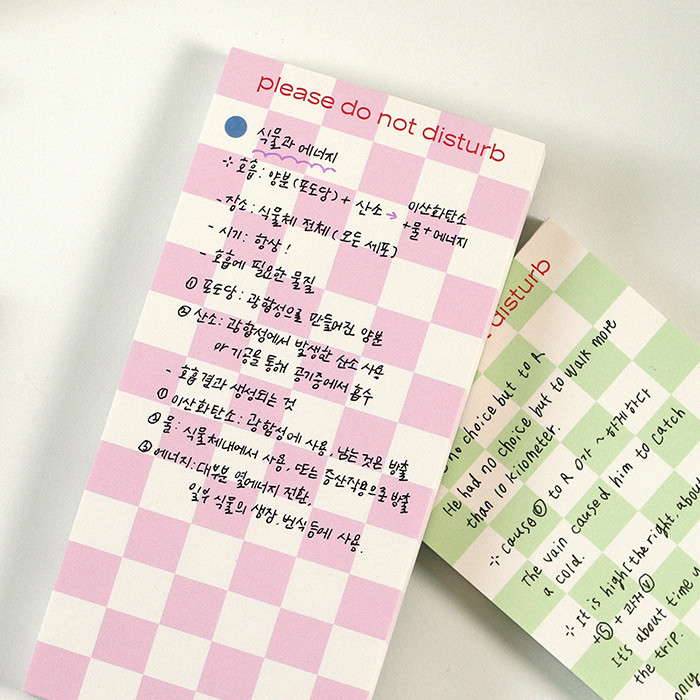 please do not disturb
식물과 에너지
⊹ 호흡 : 양분(포도당) + 산소 → 이산화탄소
+물+에너지
- 장소 : 식물체 전체 (모든 세포)
- 시기 : 항상!
- 호흡에 필요한 물질
① 포도당 : 광합성으로 만들어진 양분
② 산소 : 광합성에서 발생한 산소 사용
기공을 통해 공기중에서 흡수
- 호흡 결과 생성되는 것
① 이산화탄소 : 광합성에 사용, 남는 것은 방출
② 물 : 식물체내에서 사용, 또는 증산작용으로 방출
③ 에너지 : 대부분 열에너지 전환,
일부 식물의 생장, 번식 등에 사용.
disturb
no choice but to R
He had no choice but to walk more
than 10 kilometer.
⊹ cause ⓞ to R O가 ~하게 하다
The vain caused him to catch
a cold.
⊹ It is high(the right, about
+ⓢ + 과거ⓥ
It's about time
the trip.